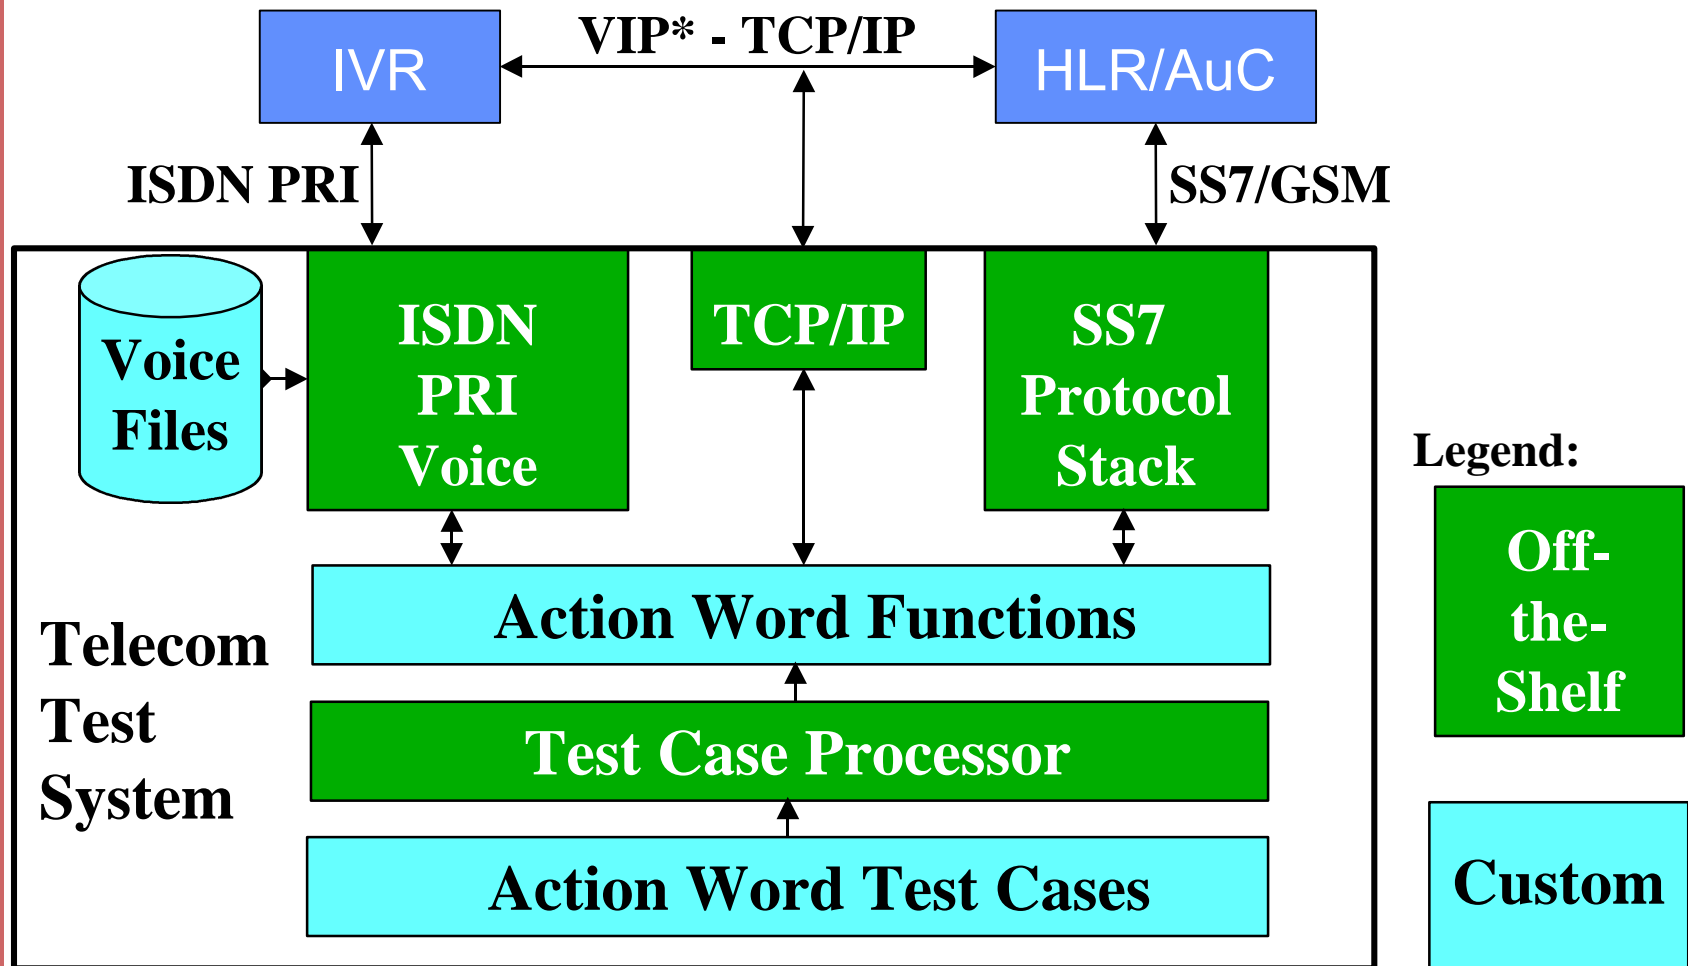 VIP* - TCP/IP
IVR
HLR/AuC
ISDN PRI
SS7/GSM
Voice
Files
ISDN
PRI
Voice
TCP/IP
SS7
Protocol
Stack
Action Word Functions
Telecom
Test
System
Test Case Processor
Action Word Test Cases
Legend:
Off-
the-
Shelf
Custom